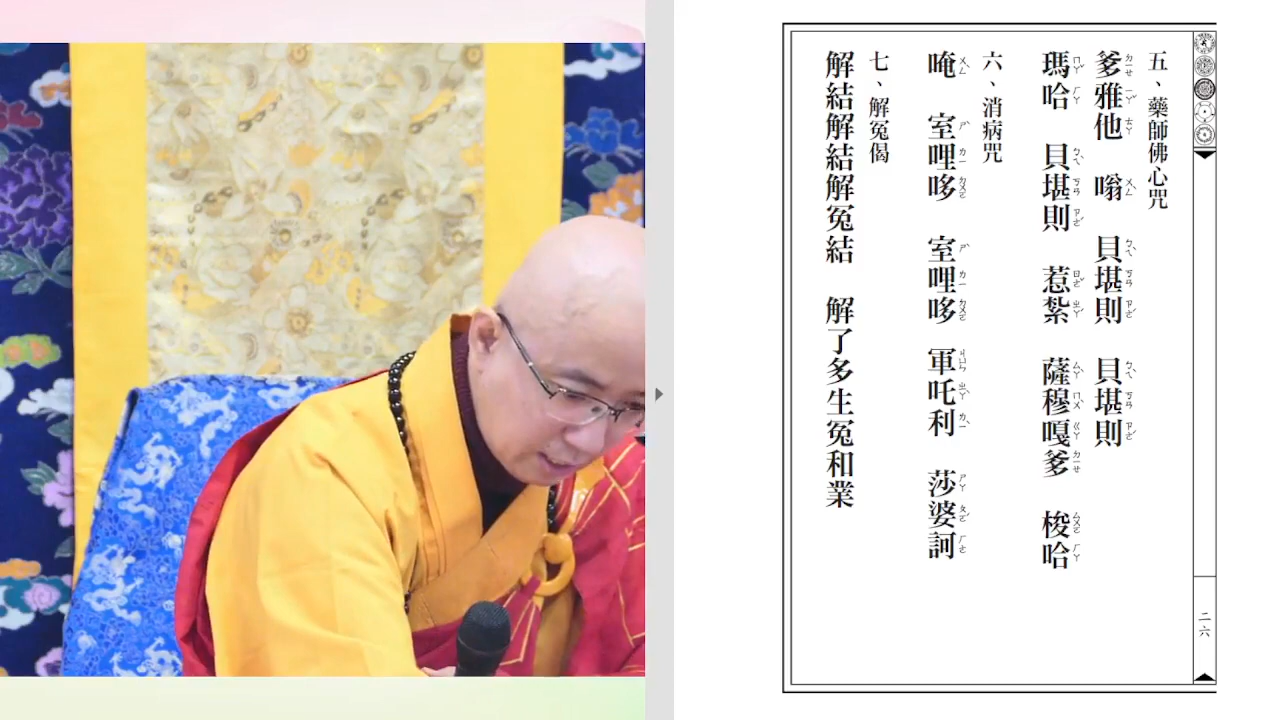 五、藥師佛心咒
爹雅他　嗡　貝堪則　貝堪則
瑪哈　貝堪則　惹紮　薩穆嘎爹　梭哈
六、消病咒
唵　室哩哆　室哩哆　軍吒利　莎婆訶
七、解冤偈
解結解結解冤結　解了多生冤和業
二六